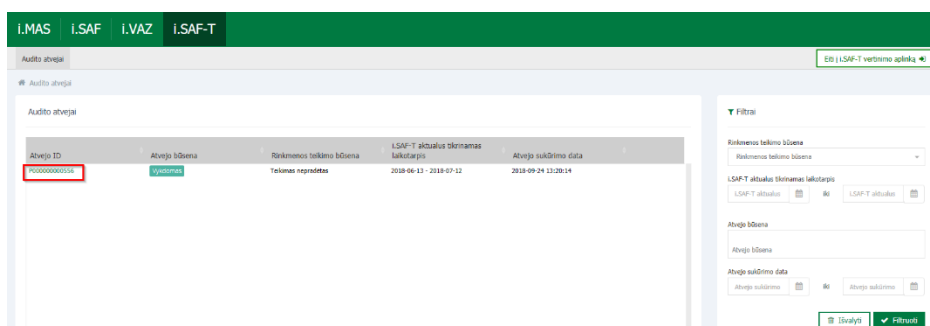 i.MAS i.SAF i.VAZ i.SAF-T
Audito atvejai
Eiti į i.SAF-T vertinimo aplinką
Audito atvejai
Audito atvejai
Atvejo ID
Atvejo būsena
Rinkmenos teikimo būsena
i.SAF-T aktualus tikrinamas laikotarpis
Atvejo sukūrimo data
P000000060556
Vykdomas
Teikimas nepradėtas
2018-06-13 - 2018-07-12
2018-09-24 13:20:14
Filtrai
Rinkmenos teikimo būsena
Rinkmenos teikimo būsena
i.SAF-T aktualus tikrinamas laikotarpis
i.SAF-T aktualus iki i.SAF-T aktualus
Atvejo būsena
Atvejo būsena
Atvejo sukūrimo data
Atvejo sukūrimo iki Atvejo sukūrimo
Išvalyti Filtruoti